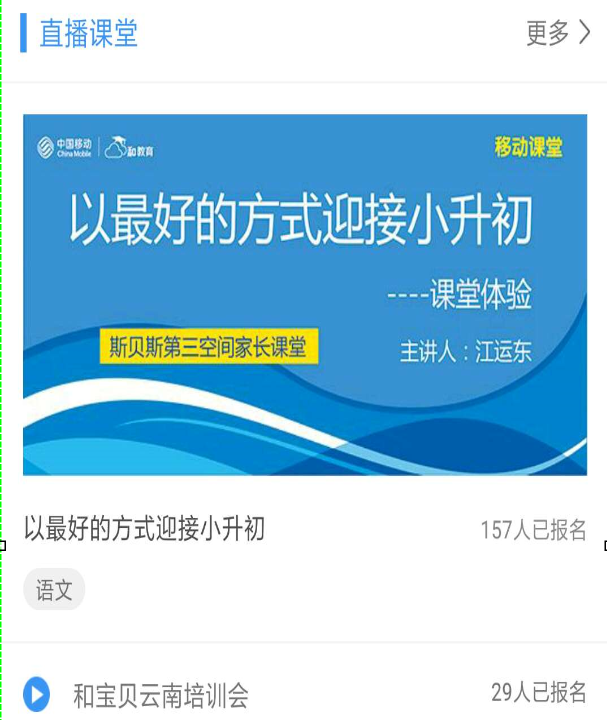 直播课堂
更多
中国移动
China Mobile
和教育
移动课堂
以最好的方式迎接小升初
----课堂体验
斯贝斯第三空间家长课堂
主讲人：江运东
以最好的方式迎接小升初
157人已报名
语文
和宝贝云南培训会
29人已报名